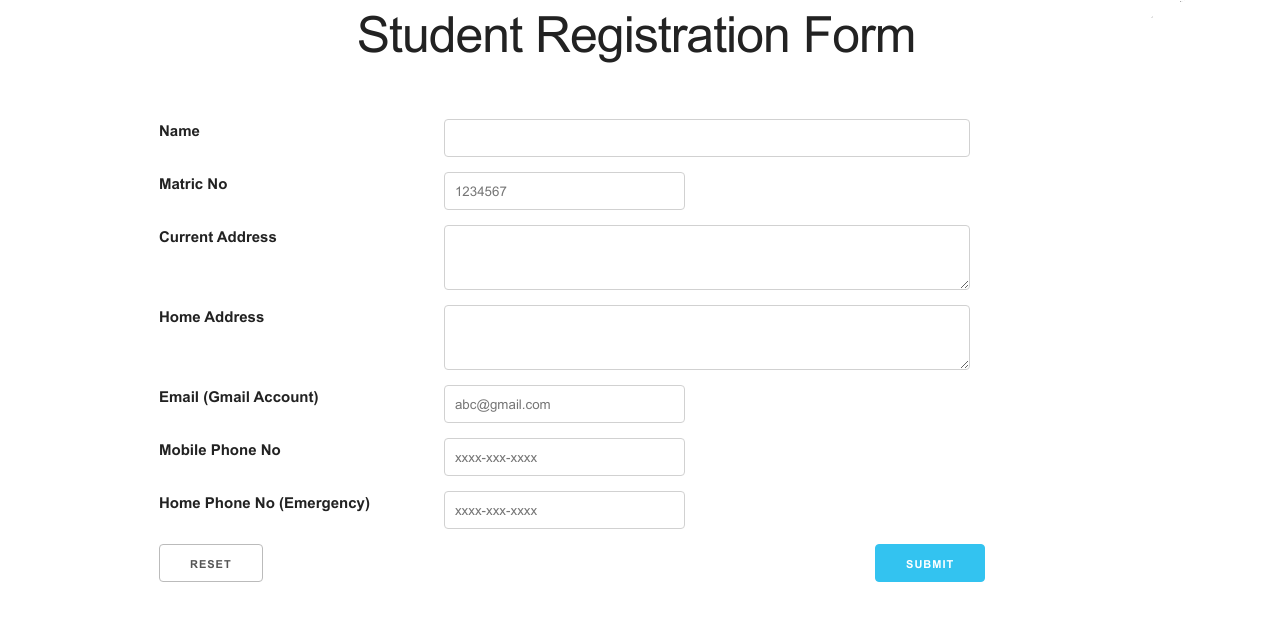 Student Registration Form
Name
Matric No
1234567
Current Address
Home Address
Email (Gmail Account)
abc@gmail.com
Mobile Phone No
xxxx-xxx-xxxx
Home Phone No (Emergency)
xxxx-xxx-xxxx
RESET
SUBMIT